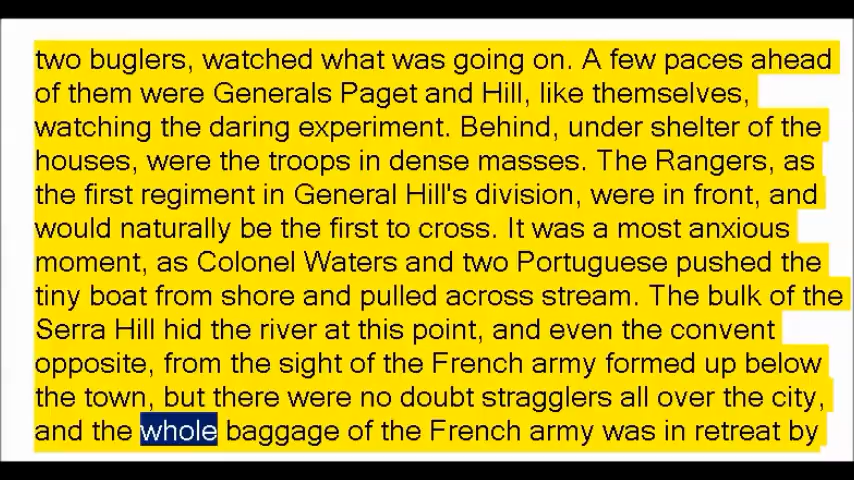 two buglers, watched what was going on. A few paces ahead
of them were Generals Paget and Hill, like themselves,
watching the daring experiment. Behind, under shelter of the
houses, were the troops in dense masses. The Rangers, as
the first regiment in General Hill's division, were in front, and
would naturally be the first to cross. It was a most anxious
moment, as Colonel Waters and two Portuguese pushed the
tiny boat from shore and pulled across stream. The bulk of the
Serra Hill hid the river at this point, and even the convent
opposite, from the sight of the French army formed up below
the town, but there were no doubt stragglers all over the city,
and the whole baggage of the French army was in retreat by